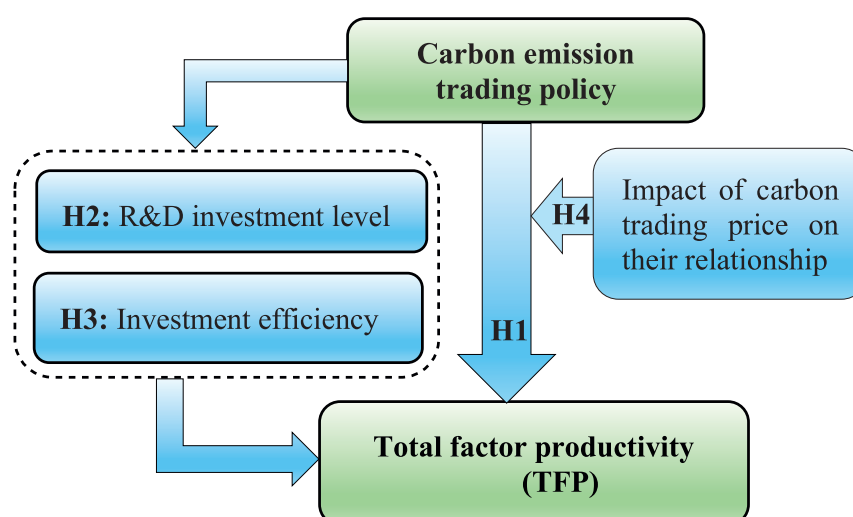 Carbon emission
trading policy
H2: R&D investment level
H3: Investment efficiency
H4
Impact of carbon
trading price on
their relationship
H1
Total factor productivity
(TFP)